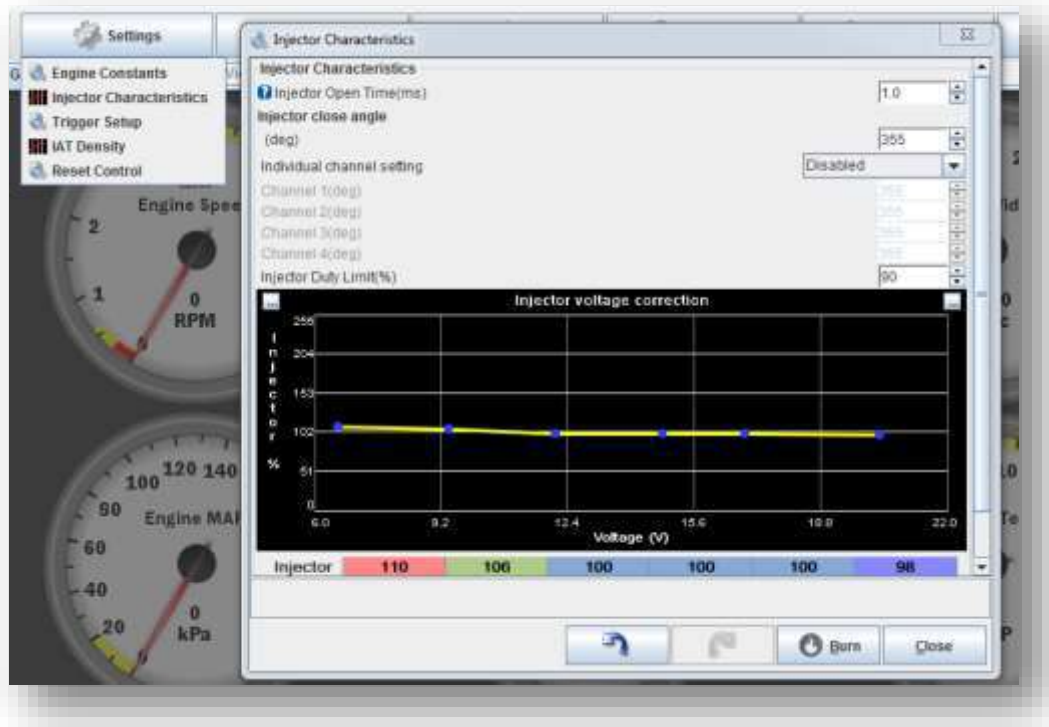 Settings
Engine Constants
Injector Characteristics
Trigger Setup
IAT Density
Reset Control
Injector Characteristics
Injector Characteristics
Injector Open Time(ms) 1.0
Injector close angle
(deg) 355
Individual channel setting Disabled
Channel 1(deg) 355
Channel 2(deg) 355
Channel 3(deg) 355
Channel 4(deg) 355
Injector Duty Limit(%) 90
Injector voltage correction
Injector %
255
204
153
102
51
0
6.0 9.2 12.4 15.6 18.8 22.0
Voltage (V)
Injector 110 106 100 100 100 98
Burn Close
Engine Spee
2
1
0
RPM
120 140
100
80
Engine MAP
60
40
20
0
kPa